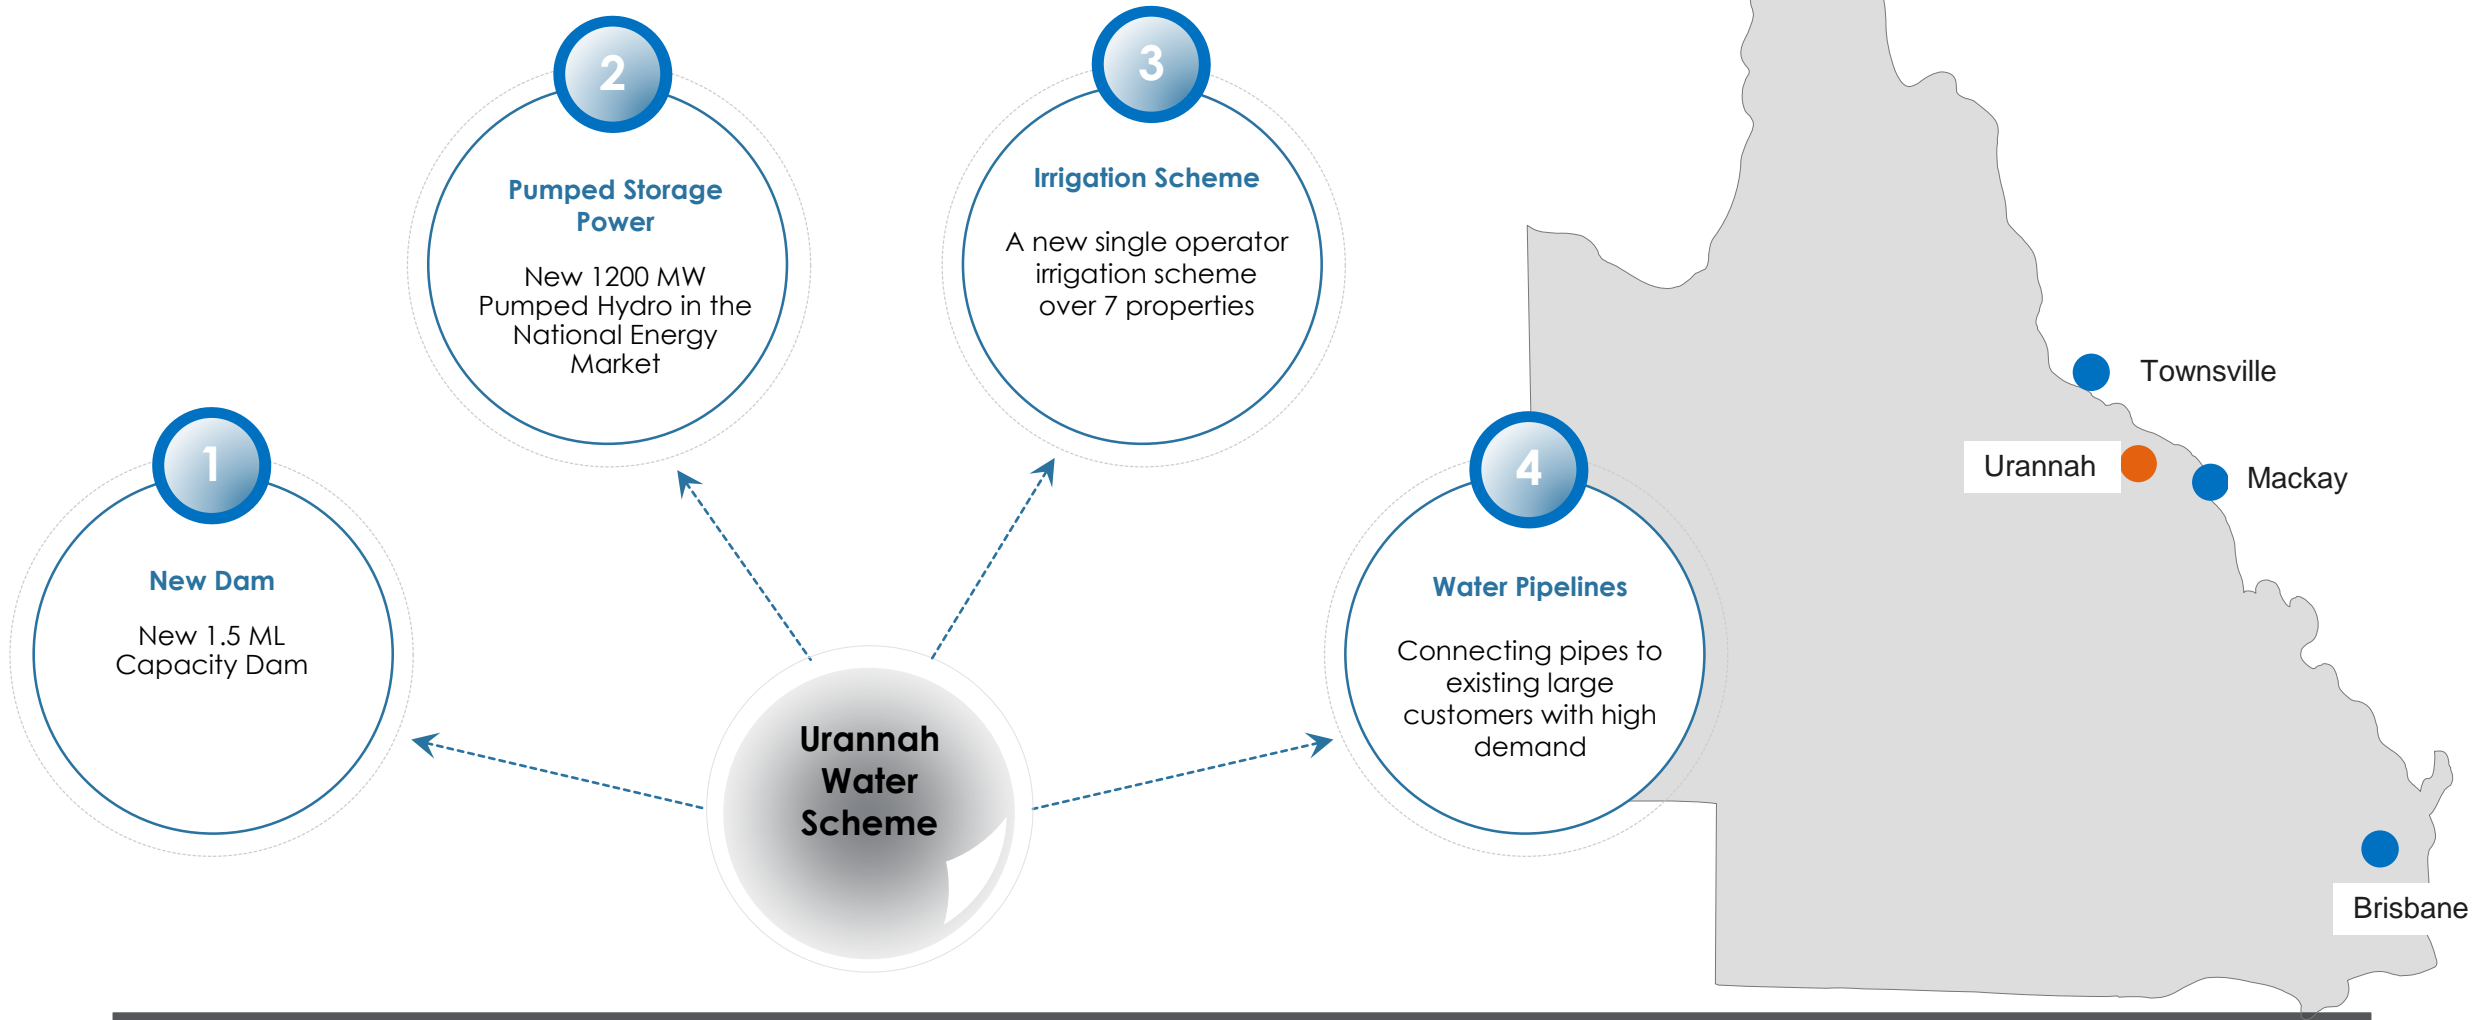 1
New Dam
New 1.5 ML
Capacity Dam
2
Pumped Storage
Power
New 1200 MW
Pumped Hydro in the
National Energy
Market
3
Irrigation Scheme
A new single operator
irrigation scheme
over 7 properties
4
Water Pipelines
Connecting pipes to
existing large
customers with high
demand
Urannah
Water
Scheme
Townsville
Urannah
Mackay
Brisbane